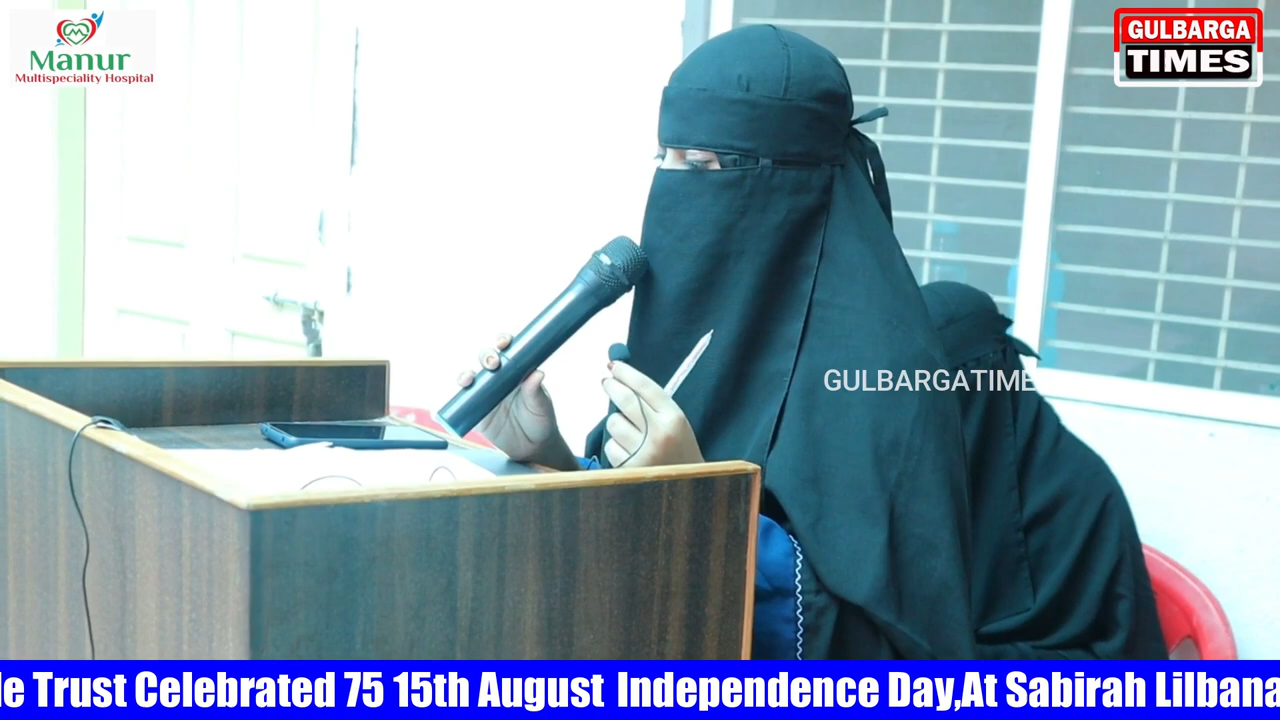 Manur
Multispeciality Hospital
GULBARGA
TIMES
GULBARGATIME
le Trust Celebrated 75 15th August Independence Day,At Sabirah Lilbana